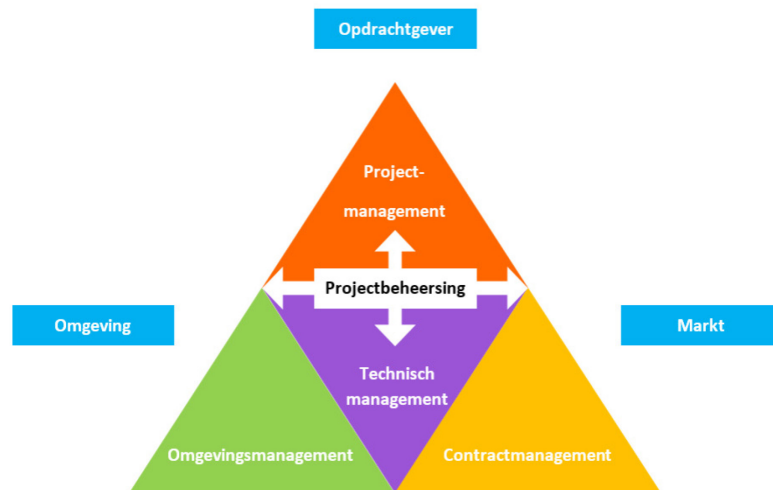 Opdrachtgever
Project-
management
Projectbeheersing
Omgeving
Markt
Technisch
management
Omgevingsmanagement
Contractmanagement